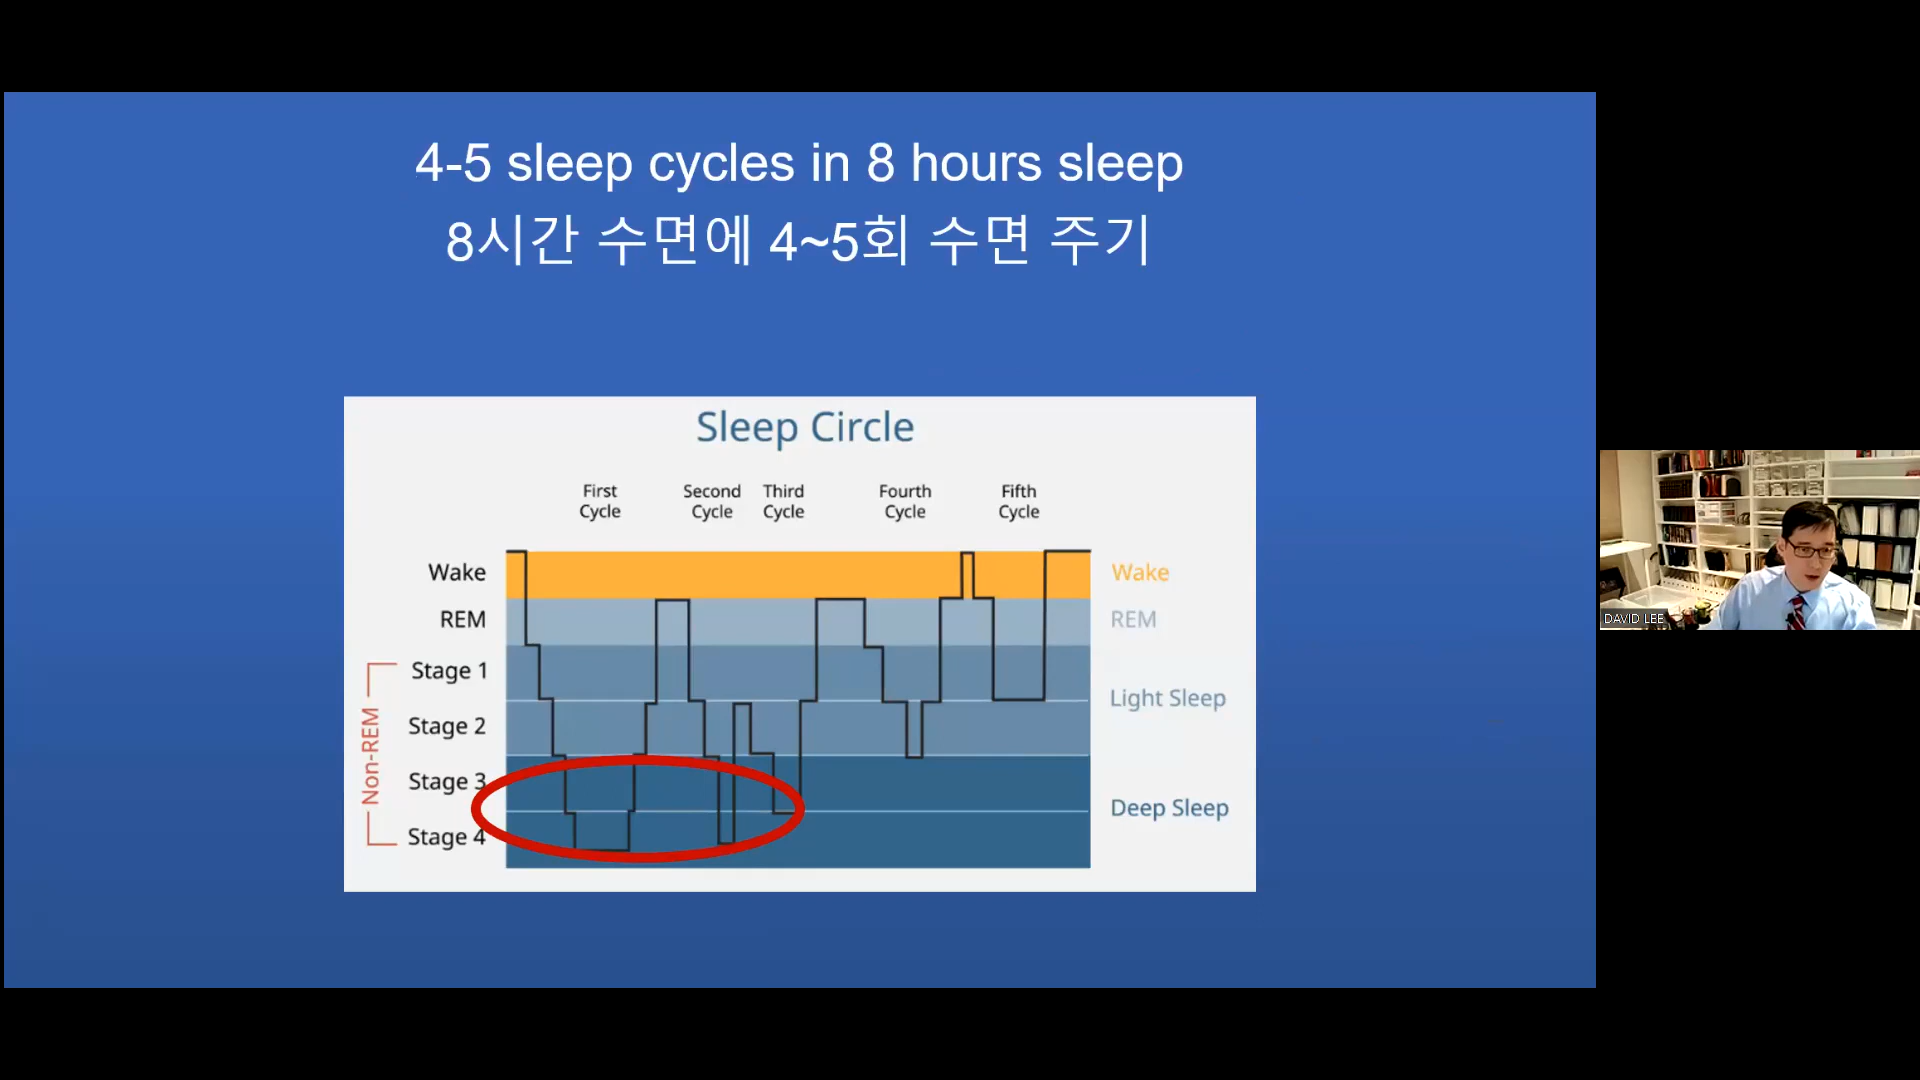 4-5 sleep cycles in 8 hours sleep
8시간 수면에 4~5회 수면 주기
Sleep Circle
First Cycle
Second Cycle
Third Cycle
Fourth Cycle
Fifth Cycle
Wake
REM
Stage 1
Stage 2
Stage 3
Stage 4
Non-REM
Wake
REM
Light Sleep
Deep Sleep
DAVID LEE